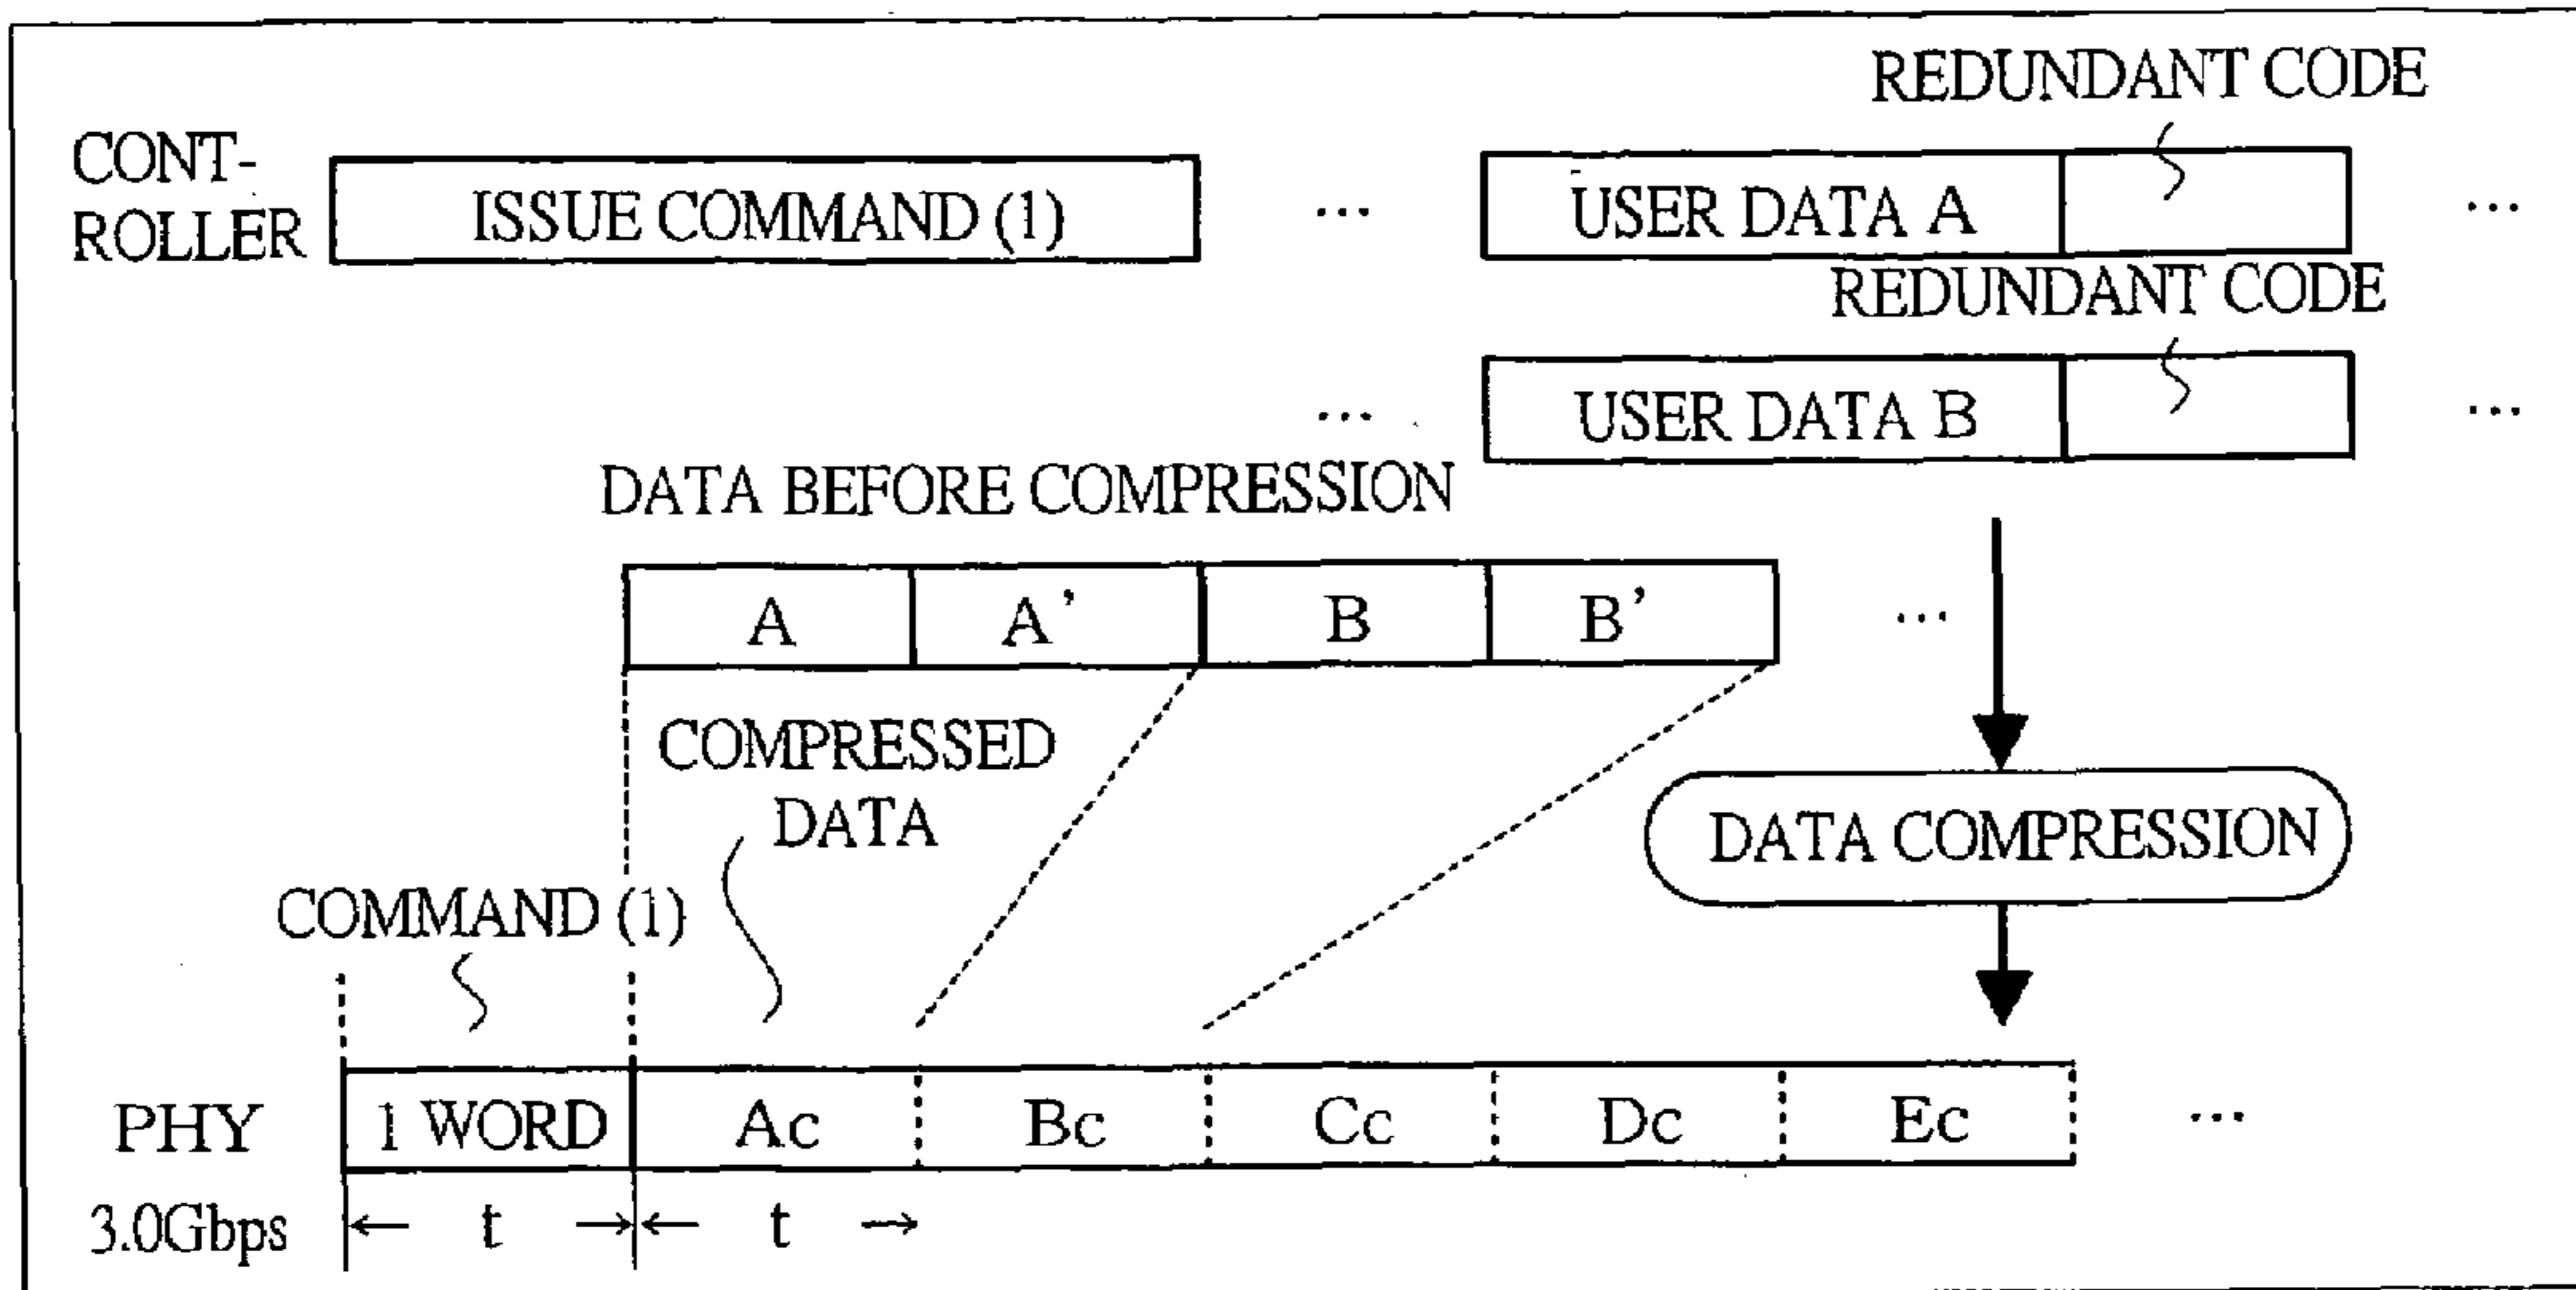 REDUNDANT CODE
CONT-
ROLLER
ISSUE COMMAND (1)
...
USER DATA A
...
REDUNDANT CODE
...
USER DATA B
...
DATA BEFORE COMPRESSION
A
A'
B
B'
...
COMPRESSED
DATA
DATA COMPRESSION
COMMAND (1)
PHY
1 WORD
Ac
Bc
Cc
Dc
Ec
...
3.0Gbps
t
t